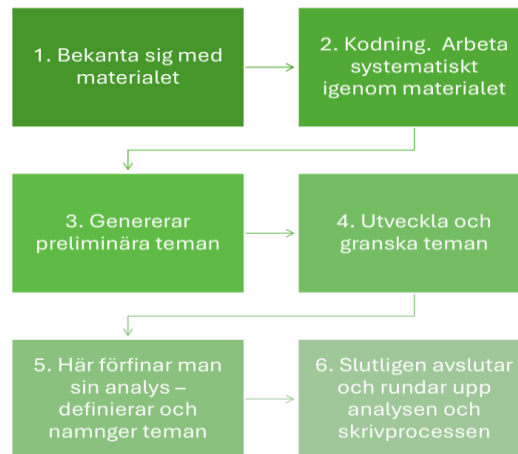 1. Bekanta sig med
materialet
2. Kodning. Arbeta
systematiskt
igenom materialet
3. Genererar
preliminära teman
4. Utveckla och
granska teman
5. Här förfinar man
sin analys –
definierar och
namnger teman
6. Slutligen avslutar
och rundar upp
analysen och
skrivprocessen